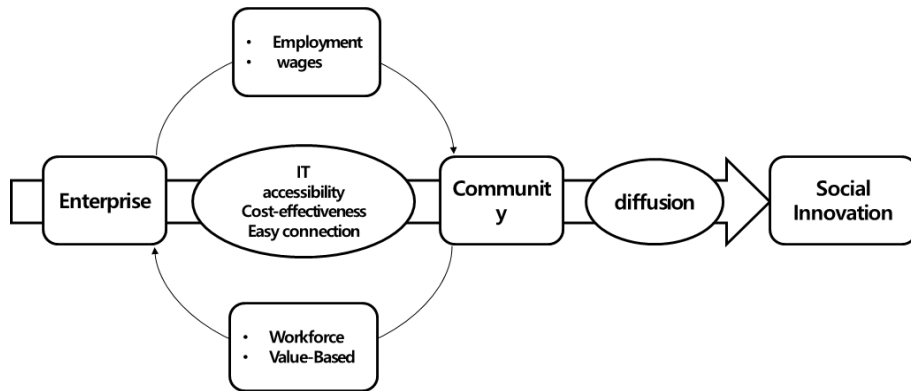 • Employment
• wages
Enterprise
IT
accessibility
Cost-effectiveness
Easy connection
Communit
y
diffusion
Social
Innovation
• Workforce
• Value-Based